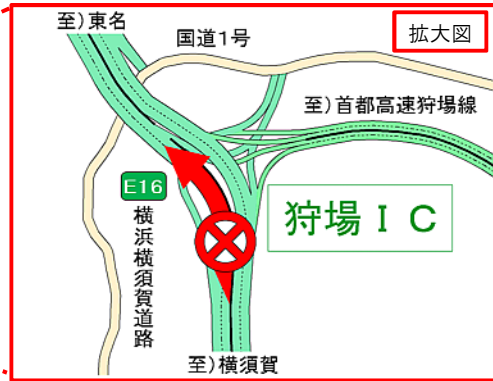 至)東名
国道1号
拡大図
至)首都高速狩場線
E16
横浜横須賀道路
狩場IC
至)横須賀